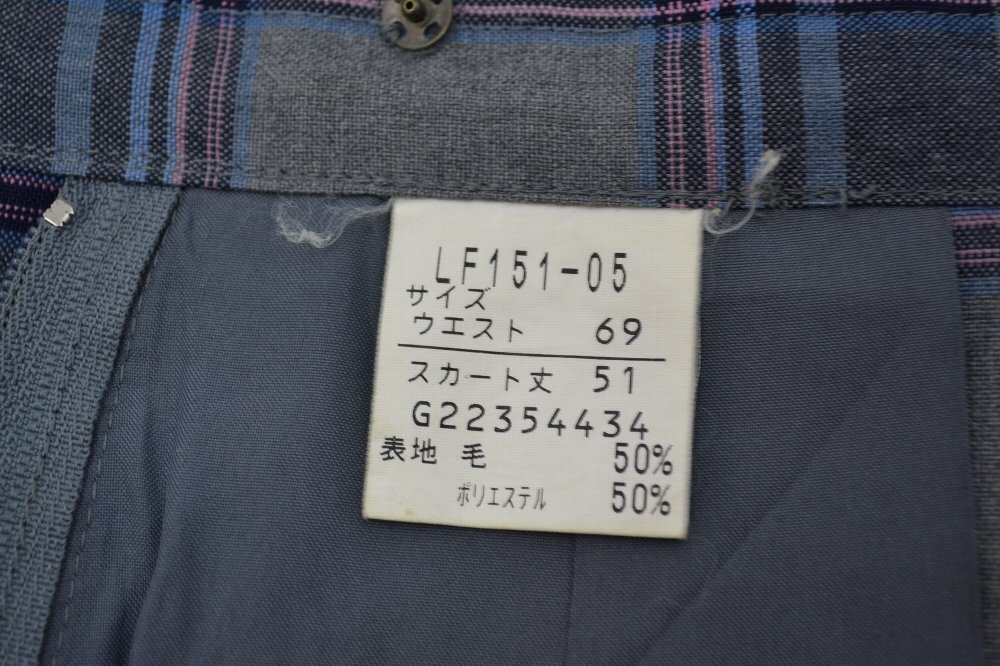 LF151-05
サイズ
ウエスト 69
スカート丈 51
G22354434
表地 毛 50%
ポリエステル 50%